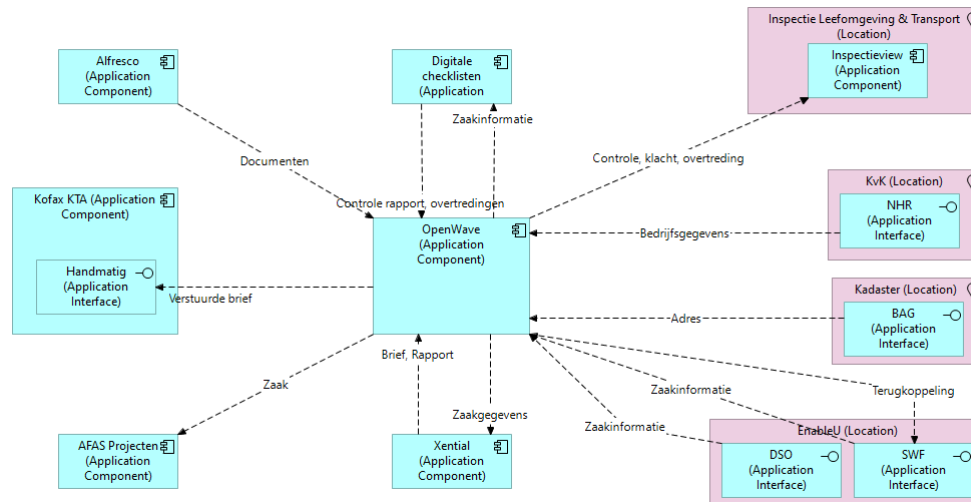 Inspectie Leefomgeving & Transport
(Location)
Inspectieview
(Application
Component)
Alfresco
(Application
Component)
Digitale
checklisten
(Application
Zaakinformatie
Documenten
Controle, klacht, overtreding
Kofax KTA (Application
Component)
Handmatig
(Application
Interface)
Controle rapport, overtredingen
OpenWave
(Application
Component)
KvK (Location)
NHR
(Application
Interface)
Bedrijfsgegevens
Verstuurde brief
Kadaster (Location)
BAG
(Application
Interface)
Adres
Brief, Rapport
Zaak
Zaakgegevens
Zaakinformatie
Terugkoppeling
Zaakinformatie
AFAS Projecten
(Application
Component)
Xential
(Application
Component)
EnableU (Location)
DSO
(Application
Interface)
SWF
(Application
Interface)